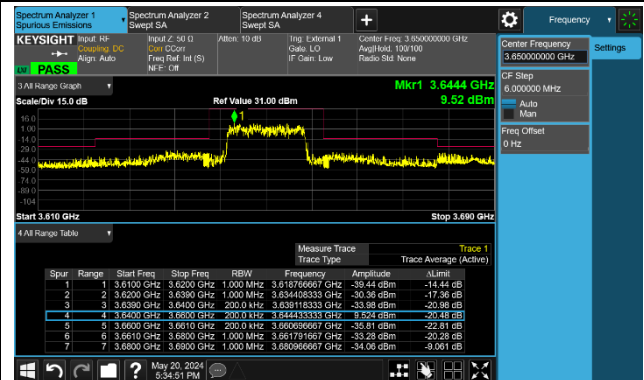 Spectrum Analyzer 1
Spurious Emissions
Spectrum Analyzer 2
Swept SA
Spectrum Analyzer 4
Swept SA
Frequency
KEYSIGHT
Input: RF
Coupling: DC
Align: Auto
Input Z: 50 Ω
Corr CCorr
Freq Ref: Int (S)
NFE: Off
Atten: 10 dB
Trig: External 1
Gate: LO
IF Gain: Low
Center Freq: 3.650000000 GHz
Avg|Hold: 100/100
Radio Std: None
PASS
Center Frequency
3.650000000 GHz
Settings
CF Step
6.000000 MHz
Auto
Man
Freq Offset
0 Hz
3 All Range Graph
Mkr1 3.6444 GHz
9.52 dBm
Scale/Div 15.0 dB
Ref Value 31.00 dBm
1
16.0
1.00
-14.0
-29.0
-44.0
-59.0
-74.0
-89.0
-104
Start 3.610 GHz
Stop 3.690 GHz
4 All Range Table
Measure Trace Trace 1
Trace Type Trace Average (Active)
Spur Range Start Freq Stop Freq RBW Frequency Amplitude ΔLimit
1 1 3.6100 GHz 3.6200 GHz 1.000 MHz 3.618766667 GHz -39.44 dBm -14.44 dB
2 2 3.6200 GHz 3.6390 GHz 1.000 MHz 3.634408333 GHz -30.36 dBm -17.36 dB
3 3 3.6390 GHz 3.6400 GHz 200.0 kHz 3.639118333 GHz -33.98 dBm -20.98 dB
4 4 3.6400 GHz 3.6600 GHz 200.0 kHz 3.644433333 GHz 9.524 dBm -20.48 dB
5 5 3.6600 GHz 3.6610 GHz 200.0 kHz 3.660696667 GHz -35.81 dBm -22.81 dB
6 6 3.6610 GHz 3.6800 GHz 1.000 MHz 3.661791667 GHz -33.28 dBm -20.28 dB
7 7 3.6800 GHz 3.6900 GHz 1.000 MHz 3.680966667 GHz -34.06 dBm -9.061 dB
May 20, 2024
5:34:51 PM